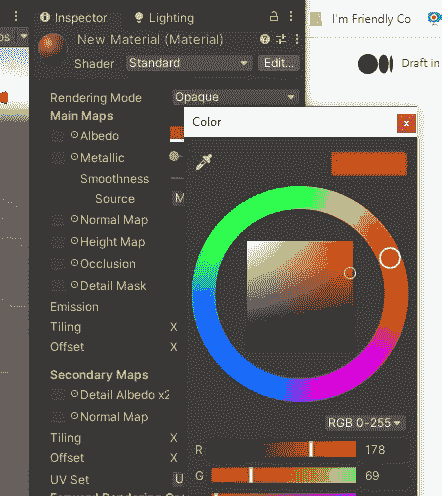 Inspector
Lighting
I'm Friendly Co
New Material (Material)
Shader
Standard
Edit...
Draft in
Rendering Mode
Opaque
Main Maps
Color
x
Albedo
Metallic
Smoothness
Source
M
Normal Map
Height Map
Occlusion
Detail Mask
Emission
Tiling
X
Offset
X
Secondary Maps
Detail Albedo x2
Normal Map
RGB 0-255
Tiling
X
R
178
Offset
X
G
69
UV Set
U